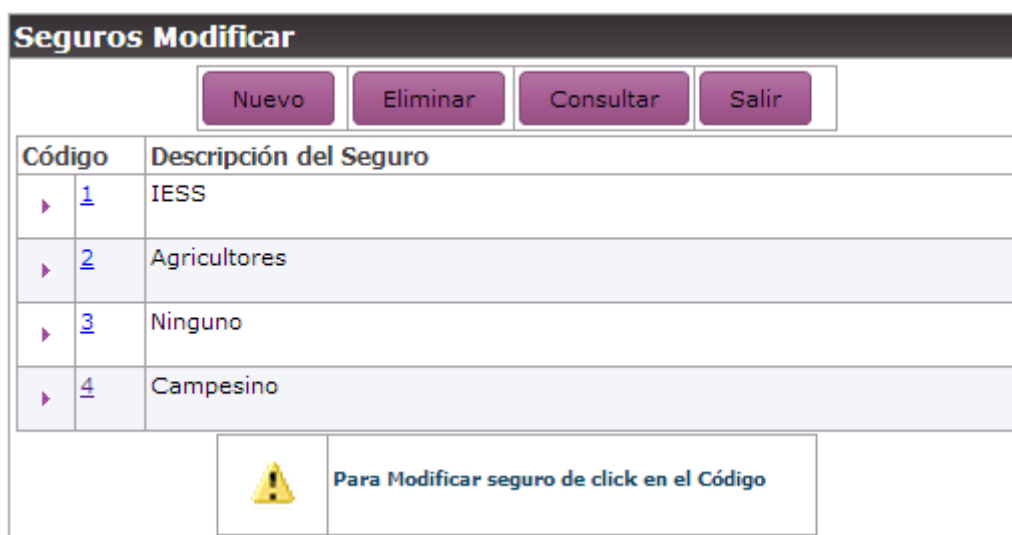 Seguros Modificar
Nuevo Eliminar Consultar Salir
Código Descripción del Seguro
1 IESS
2 Agricultores
3 Ninguno
4 Campesino
Para Modificar seguro de click en el Código